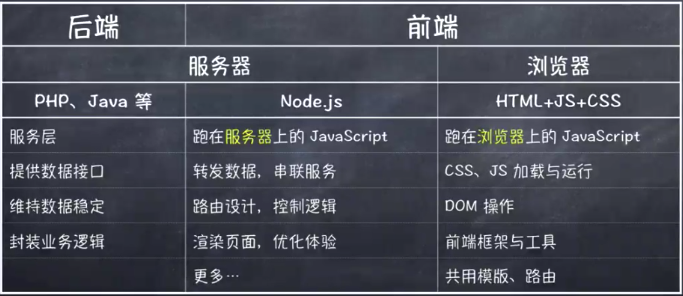 后端 前端
服务器 浏览器
PHP、Java 等 Node.js HTML+JS+CSS
服务层 跑在服务器上的 JavaScript 跑在浏览器上的 JavaScript
提供数据接口 转发数据，串联服务 CSS、JS 加载与运行
维持数据稳定 路由设计，控制逻辑 DOM 操作
封装业务逻辑 渲染页面，优化体验 前端框架与工具
更多… 共用模版、路由